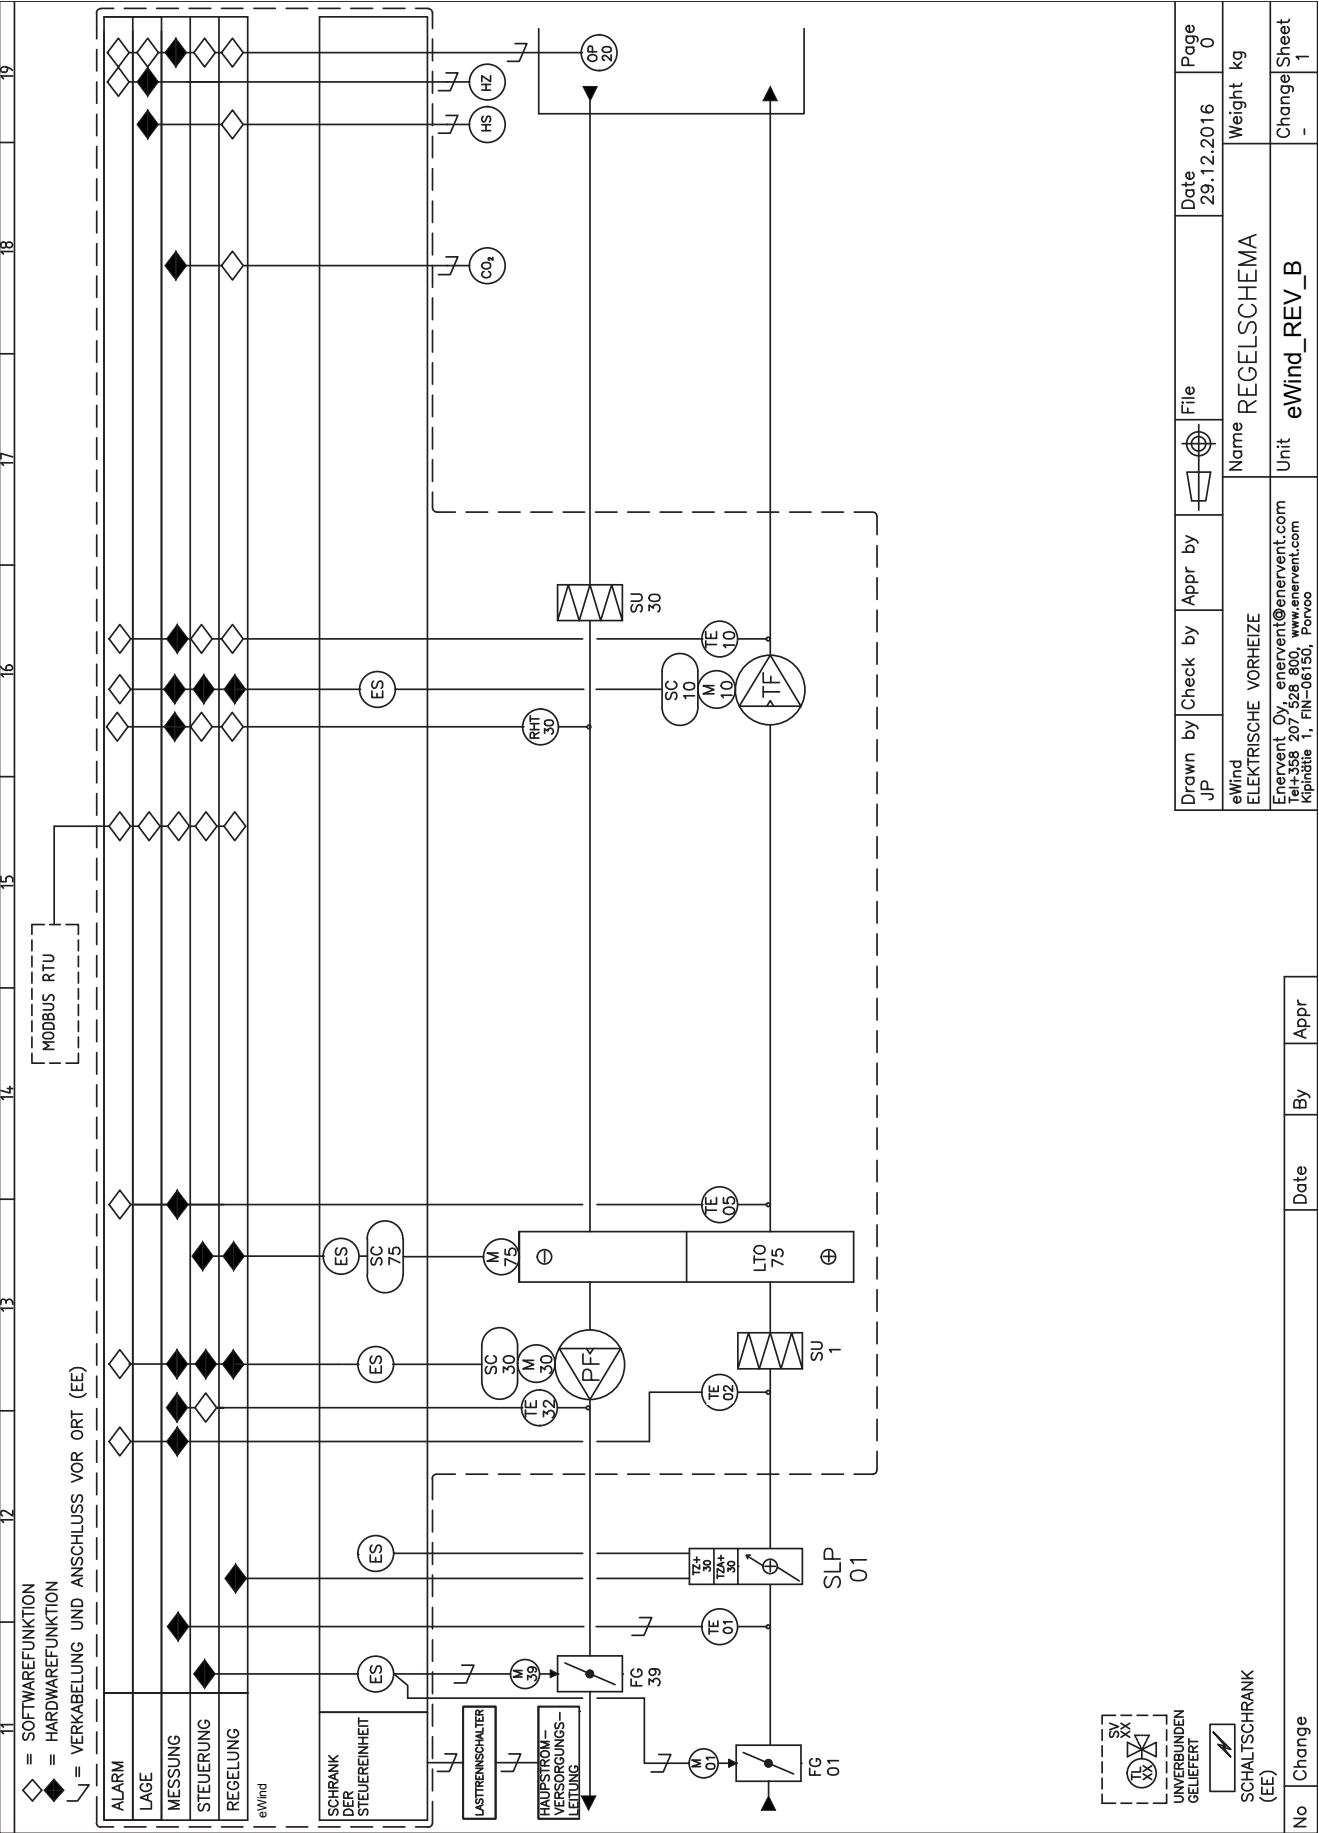 11
12
13
14
15
16
17
18
19
= SOFTWAREFUNKTION
= HARDWAREFUNKTION
= VERKABELUNG UND ANSCHLUSS VOR ORT (EE)
MODBUS RTU
ALARM
LAGE
MESSUNG
STEUERUNG
REGELUNG
eWind
SCHRANK
DER
STEUEREINHEIT
ES
ES
ES
ES
SC
75
ES
LASTTRENNSCHALTER
HAUPSTROM–
VERSORGUNGS–
LEITUNG
M
39
FG
39
M
01
FG
01
TE
01
TZ+
30
TZA+
30
SLP
01
TE
32
SC
30
M
30
PF
TE
02
SU
1
M
75
LTO
75
TE
05
RHT
30
SC
10
M
10
TF
TE
10
SU
30
CO₂
HS
HZ
OP
20
SV
XX
TL
XX
UNVERBUNDEN
GELIEFERT
SCHALTSCHRANK
(EE)
No
Change
Date
By
Appr
Drawn by
JP
Check by
Appr by
File
Date
29.12.2016
Page
0
eWind
ELEKTRISCHE VORHEIZE
Name
REGELSCHEMA
Weight kg
Enervent Oy, enervent@enervent.com
Tel+358 207 528 800, www.enervent.com
Kipinätie 1, FIN–06150, Porvoo
Unit
eWind_REV_B
Change
-
Sheet
1